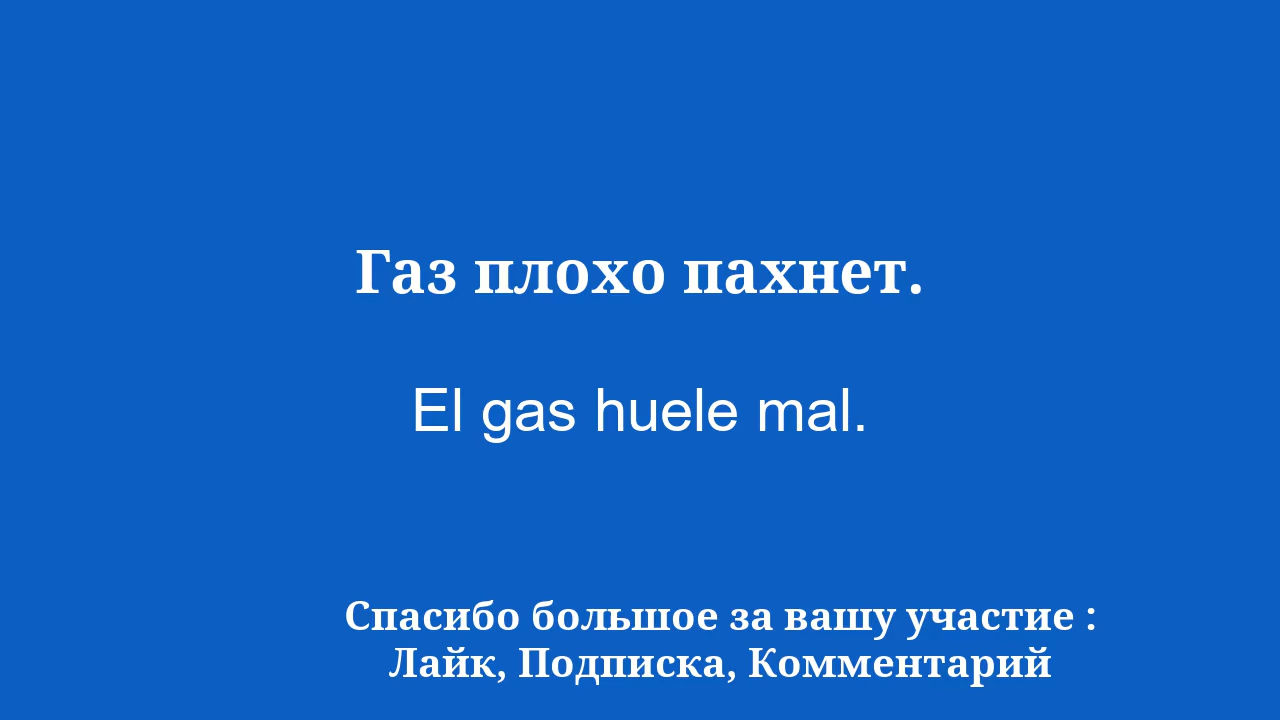 Газ плохо пахнет.
El gas huele mal.
Спасибо большое за вашу участие :
Лайк, Подписка, Комментарий